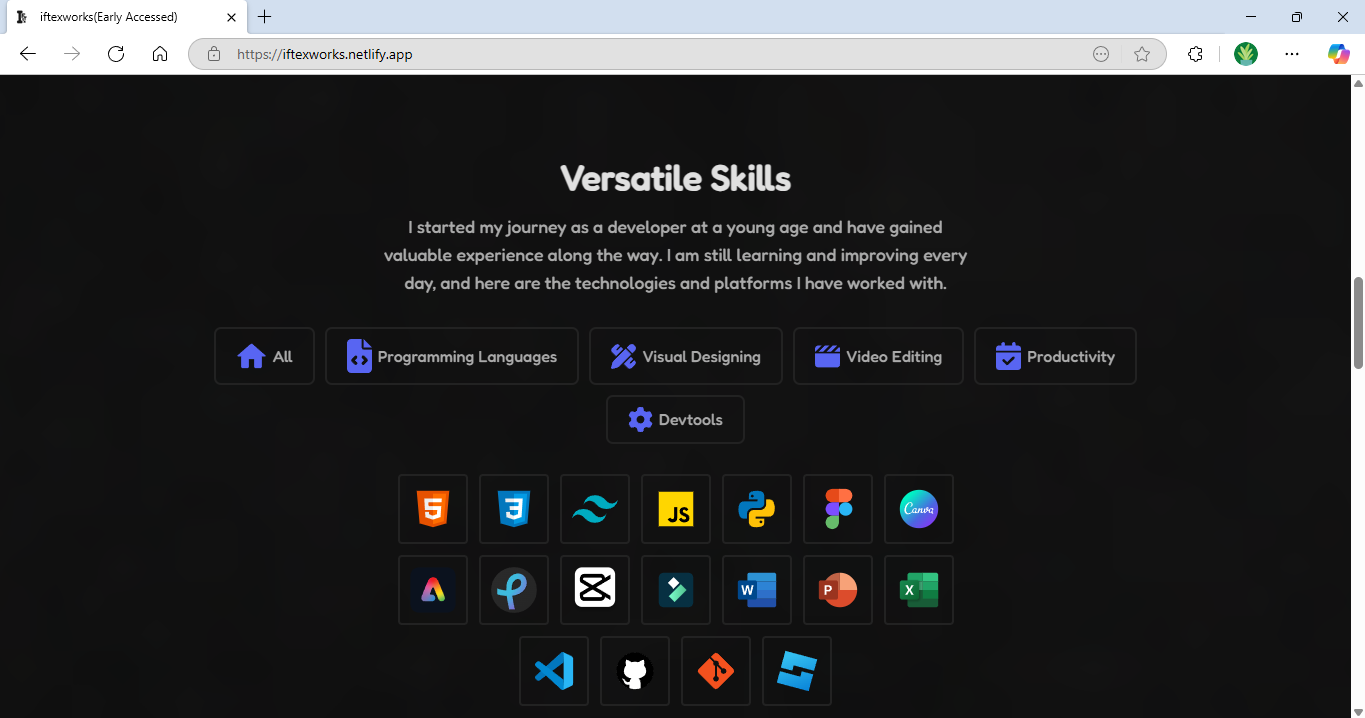 iftexworks(Early Accessed)
https://iftexworks.netlify.app
Versatile Skills
I started my journey as a developer at a young age and have gained
valuable experience along the way. I am still learning and improving every
day, and here are the technologies and platforms I have worked with.
All
Programming Languages
Visual Designing
Video Editing
Productivity
Devtools
5
3
JS
Canva
W
P
X